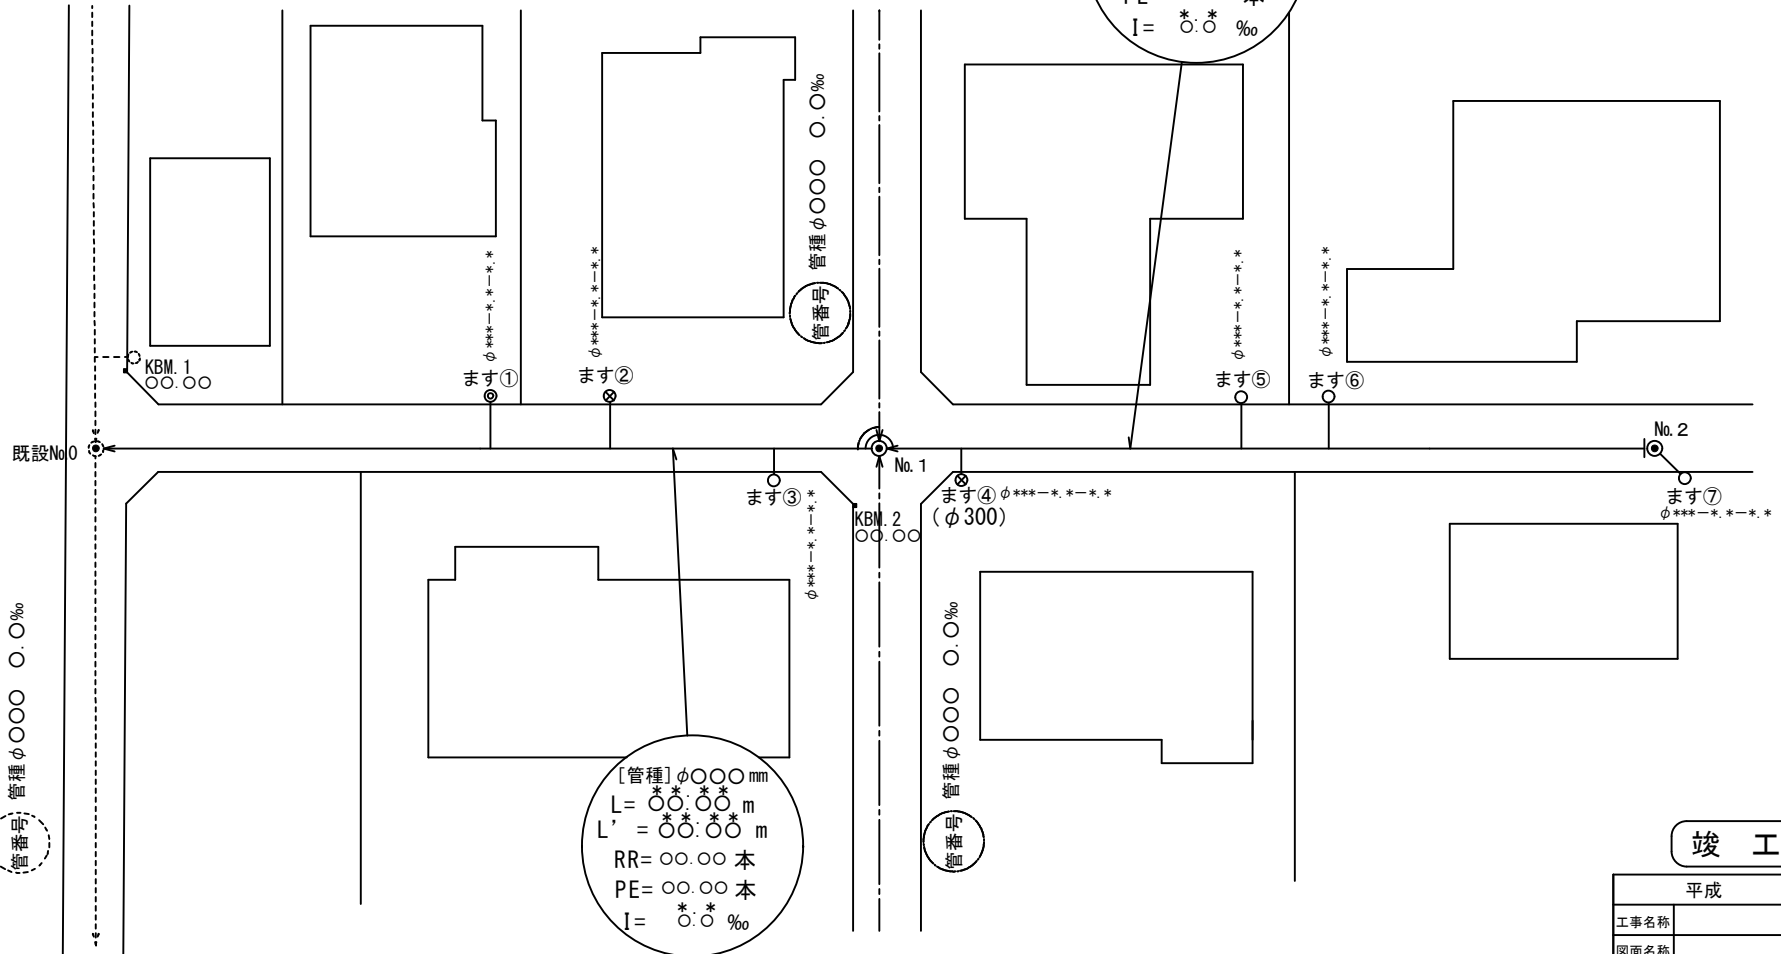 I= *.* ○.○ ‰
管種φ○○○ ○.○‰
管番号
φ***―*.*―*.*
φ***―*.*―*.*
φ***―*.*―*.*
φ***―*.*―*.*
KBM.1
○○.○○
ます①
ます②
ます⑤
ます⑥
既設No.0
No.1
No.2
ます③
φ***―*.*―*.*
KBM.2
○○.○○
ます④ φ***―*.*―*.*
(φ300)
ます⑦
φ***―*.*―*.*
管種φ○○○ ○.○‰
管番号
管種φ○○○ ○.○‰
管番号
[管種]φ○○○mm
L= **.** ○○.○○ m
L'= **.** ○○.○○ m
RR= ○○.○○ 本
PE= ○○.○○ 本
I= *.* ○.○ ‰
竣 工
平成
工事名称
図面名称